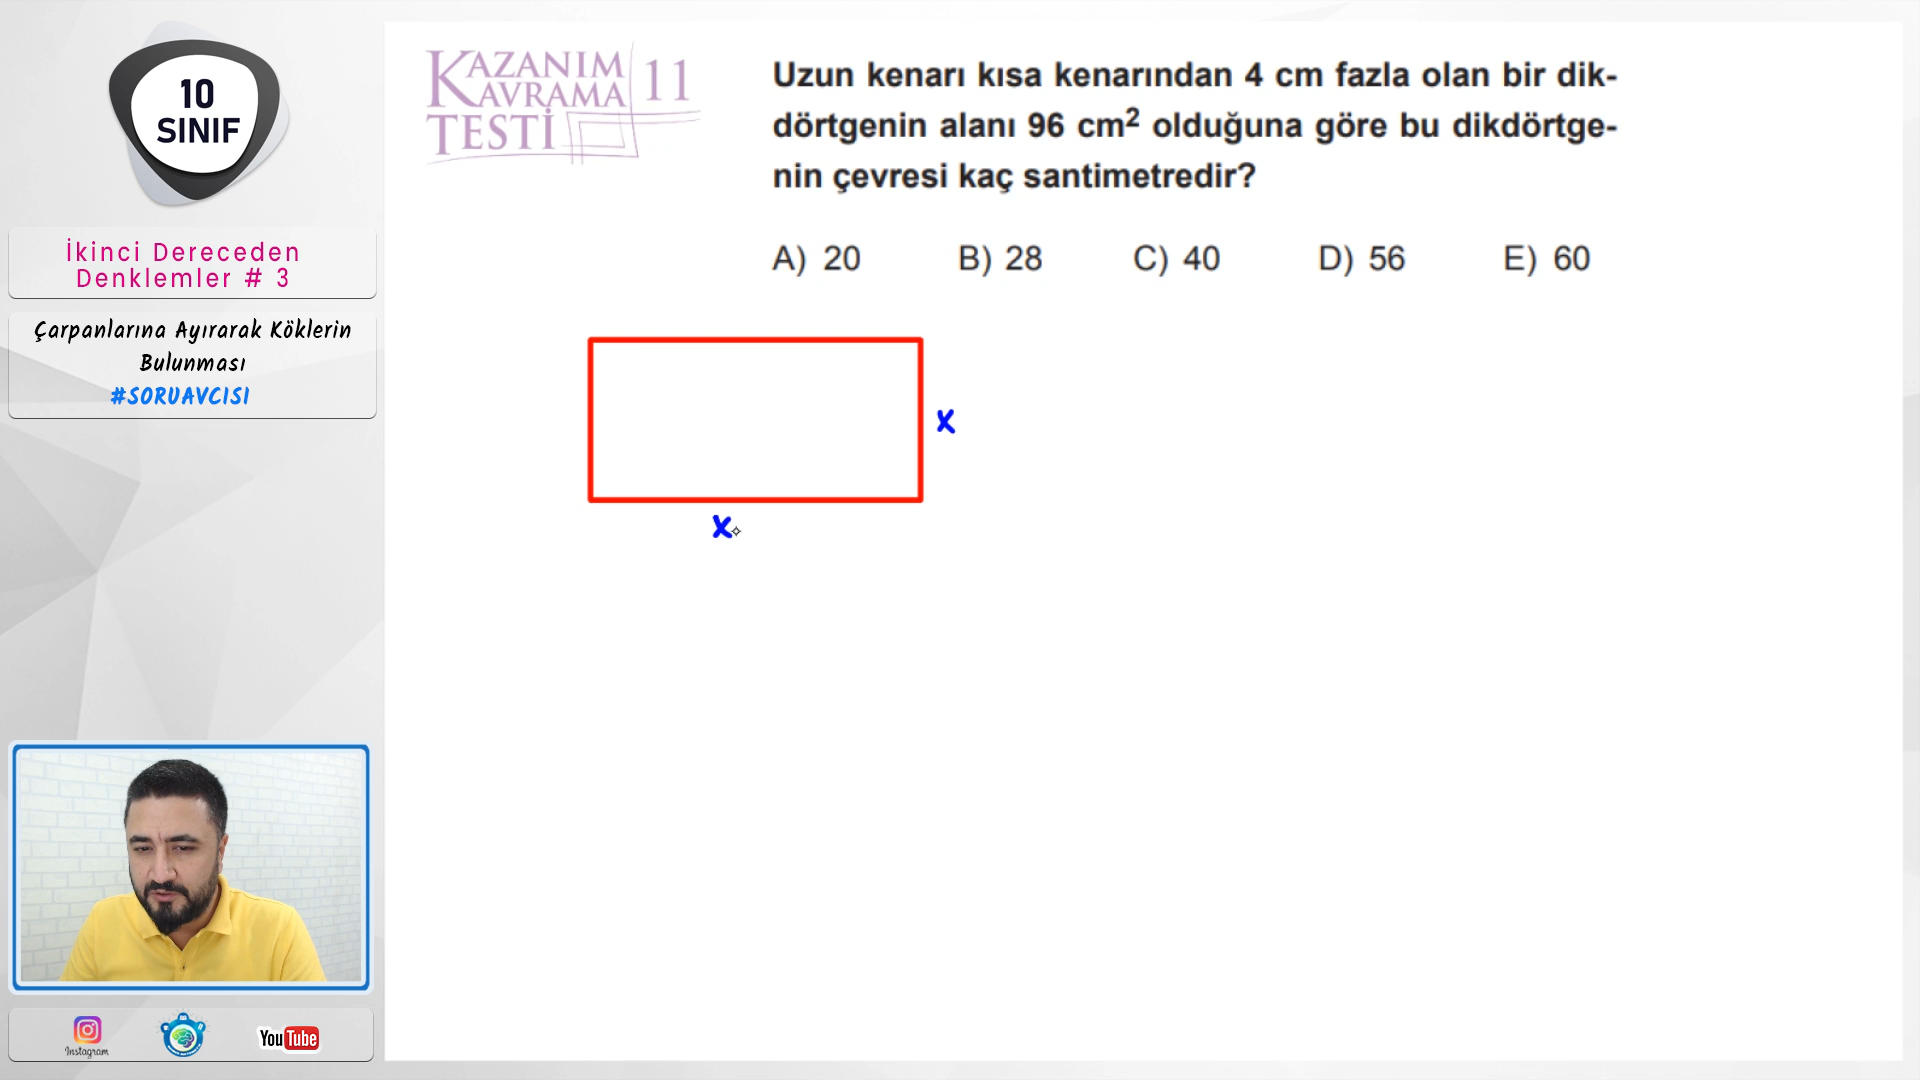 10
SINIF
İkinci Dereceden
Denklemler # 3
Çarpanlarına Ayırarak Köklerin
Bulunması
#SORUAVCISI
Instagram
YouTube
KAZANIM
KAVRAMA
TESTİ
11
Uzun kenarı kısa kenarından 4 cm fazla olan bir dik-
dörtgenin alanı 96 cm² olduğuna göre bu dikdörtge-
nin çevresi kaç santimetredir?
A) 20 B) 28 C) 40 D) 56 E) 60
x
x